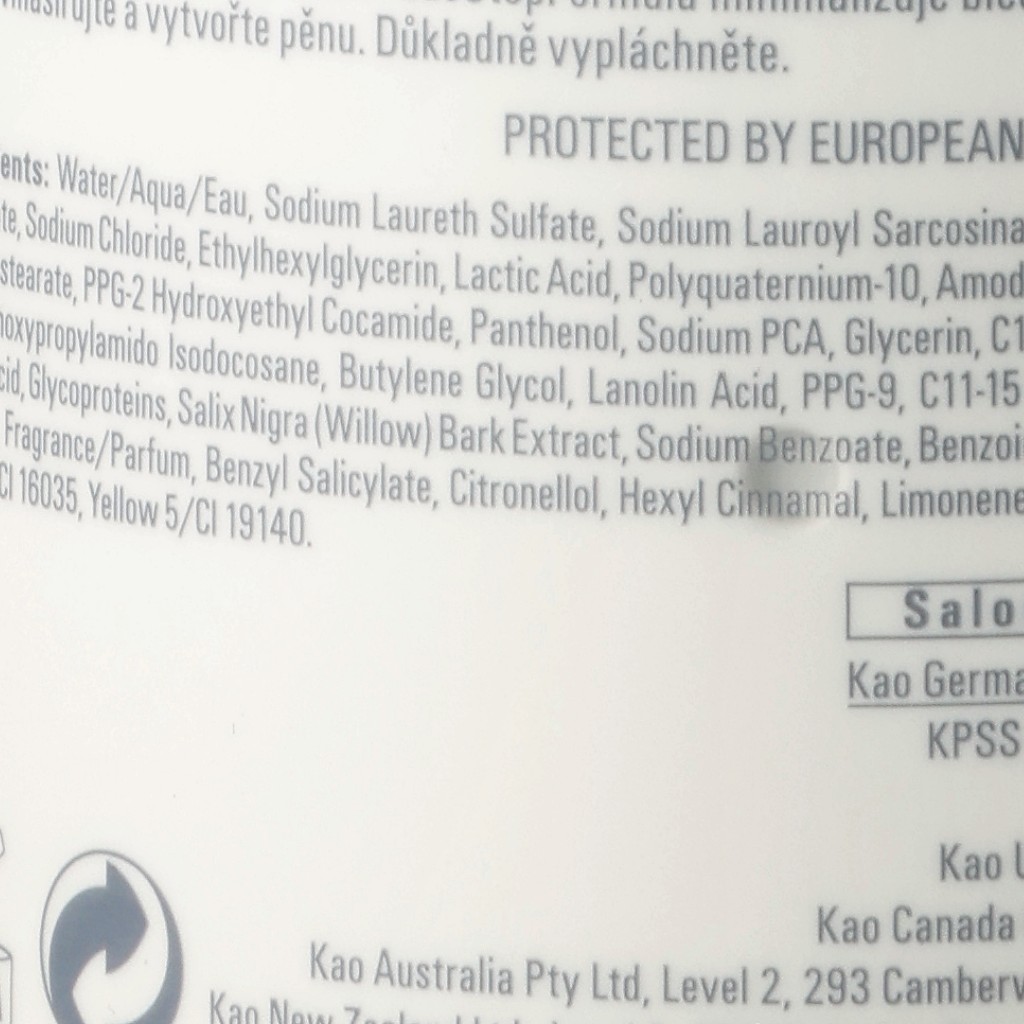 a vytvořte pěnu. Důkladně vypláchněte.
PROTECTED BY EUROPEAN
ents: Water/Aqua/Eau, Sodium Laureth Sulfate, Sodium Lauroyl Sarcosina
te, Sodium Chloride, Ethylhexylglycerin, Lactic Acid, Polyquaternium-10, Amod
stearate, PPG-2 Hydroxyethyl Cocamide, Panthenol, Sodium PCA, Glycerin, C1
oxypropylamido Isodocosane, Butylene Glycol, Lanolin Acid, PPG-9, C11-15
cid, Glycoproteins, Salix Nigra (Willow) Bark Extract, Sodium Benzoate, Benzoi
Fragrance/Parfum, Benzyl Salicylate, Citronellol, Hexyl Cinnamal, Limonene
CI 16035, Yellow 5/CI 19140.
Salo
Kao Germa
KPSS
Kao U
Kao Canada
Kao Australia Pty Ltd, Level 2, 293 Camberw
Kao New Zealand